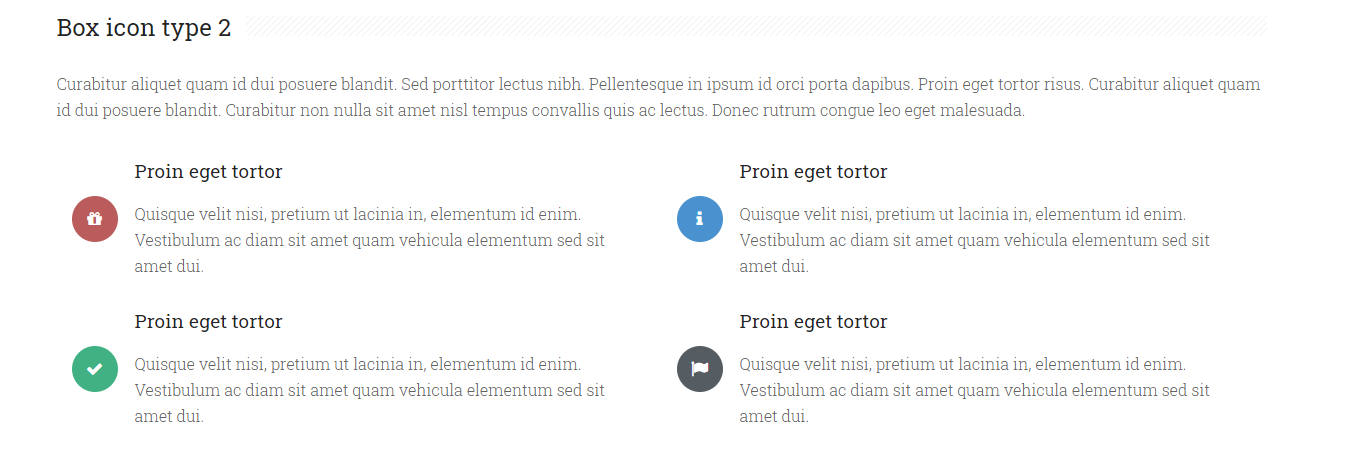 Box icon type 2
Curabitur aliquet quam id dui posuere blandit. Sed porttitor lectus nibh. Pellentesque in ipsum id orci porta dapibus. Proin eget tortor risus. Curabitur aliquet quam
id dui posuere blandit. Curabitur non nulla sit amet nisl tempus convallis quis ac lectus. Donec rutrum congue leo eget malesuada.
Proin eget tortor
Quisque velit nisi, pretium ut lacinia in, elementum id enim.
Vestibulum ac diam sit amet quam vehicula elementum sed sit
amet dui.
Proin eget tortor
Quisque velit nisi, pretium ut lacinia in, elementum id enim.
Vestibulum ac diam sit amet quam vehicula elementum sed sit
amet dui.
Proin eget tortor
Quisque velit nisi, pretium ut lacinia in, elementum id enim.
Vestibulum ac diam sit amet quam vehicula elementum sed sit
amet dui.
Proin eget tortor
Quisque velit nisi, pretium ut lacinia in, elementum id enim.
Vestibulum ac diam sit amet quam vehicula elementum sed sit
amet dui.